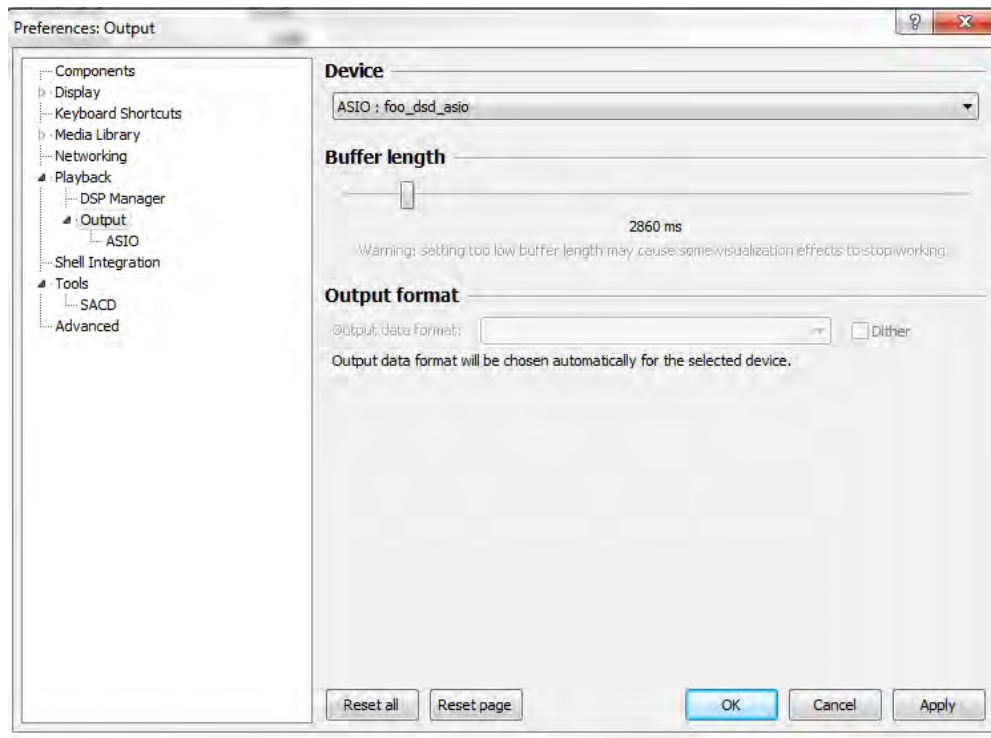 Preferences: Output
Components
Display
Keyboard Shortcuts
Media Library
Networking
Playback
DSP Manager
Output
ASIO
Shell Integration
Tools
SACD
Advanced
Device
ASIO : foo_dsd_asio
Buffer length
2860 ms
Warning: setting too low buffer length may cause some visualization effects to stop working.
Output format
Output data format:
Dither
Output data format will be chosen automatically for the selected device.
Reset all
Reset page
OK
Cancel
Apply